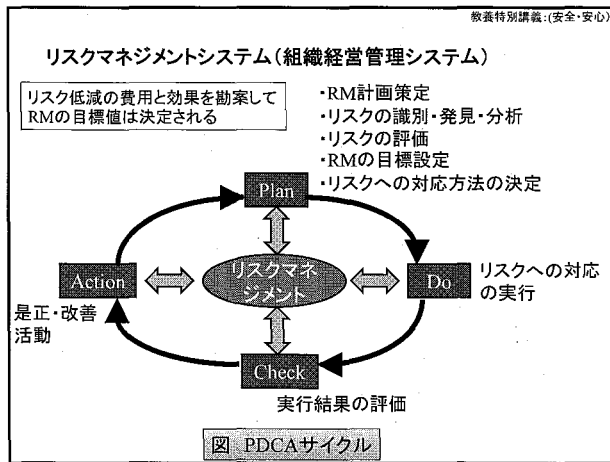 教養特別講義:(安全・安心)
リスクマネジメントシステム(組織経営管理システム)
リスク低減の費用と効果を勘案して
RMの目標値は決定される
・RM計画策定
・リスクの識別・発見・分析
・リスクの評価
・RMの目標設定
・リスクへの対応方法の決定
Plan
Action
リスクマネ
ジメント
Do
リスクへの対応
の実行
是正・改善
活動
Check
実行結果の評価
図 PDCAサイクル